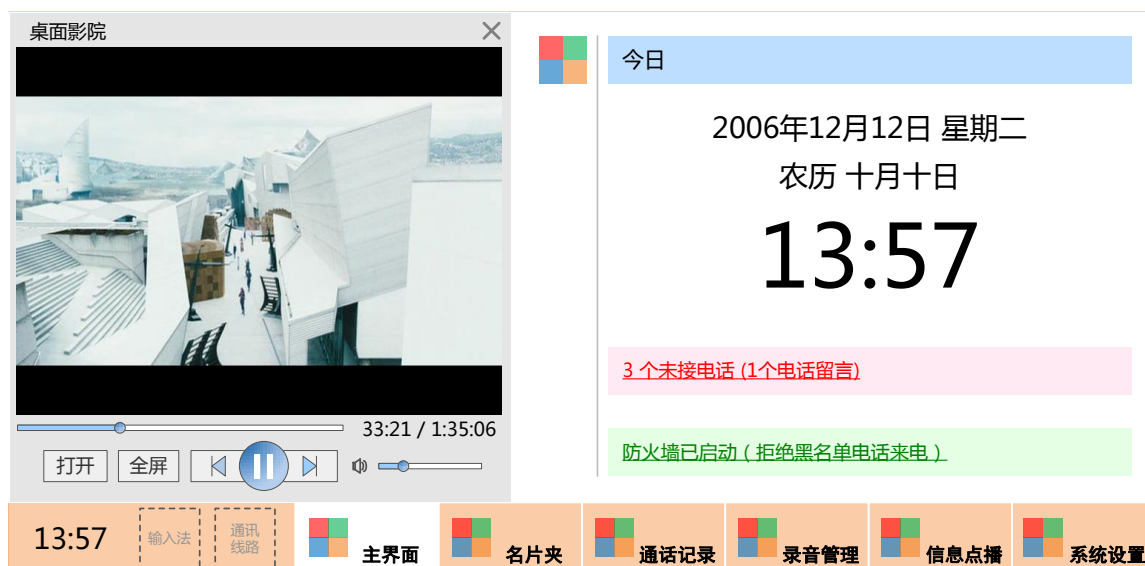 桌面影院
33:21 / 1:35:06
打开
全屏
今日
2006年12月12日 星期二
农历 十月十日
13:57
3 个未接电话 (1个电话留言)
防火墙已启动 ( 拒绝黑名单电话来电 )
13:57
输入法
通讯
线路
主界面
名片夹
通话记录
录音管理
信息点播
系统设置